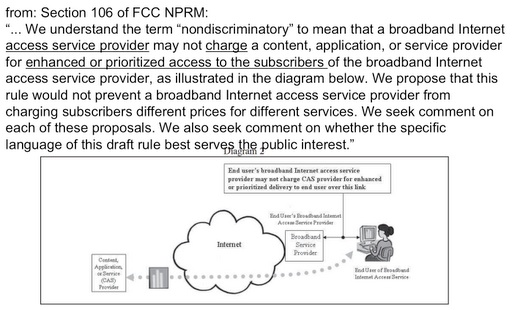 from: Section 106 of FCC NPRM:
“... We understand the term “nondiscriminatory” to mean that a broadband Internet
access service provider may not charge a content, application, or service provider
for enhanced or prioritized access to the subscribers of the broadband Internet
access service provider, as illustrated in the diagram below. We propose that this
rule would not prevent a broadband Internet access service provider from
charging subscribers different prices for different services. We seek comment on
each of these proposals. We also seek comment on whether the specific
language of this draft rule best serves the public interest.”
Diagram 2
End user's broadband Internet access service
provider may not charge CAS provider for enhanced
or prioritized delivery to end user over this link
End User's Broadband Internet
Access Service Provider
Internet
Broadband
Service
Provider
Content,
Application,
or Service
(CAS)
Provider
End User of Broadband
Internet Access Service